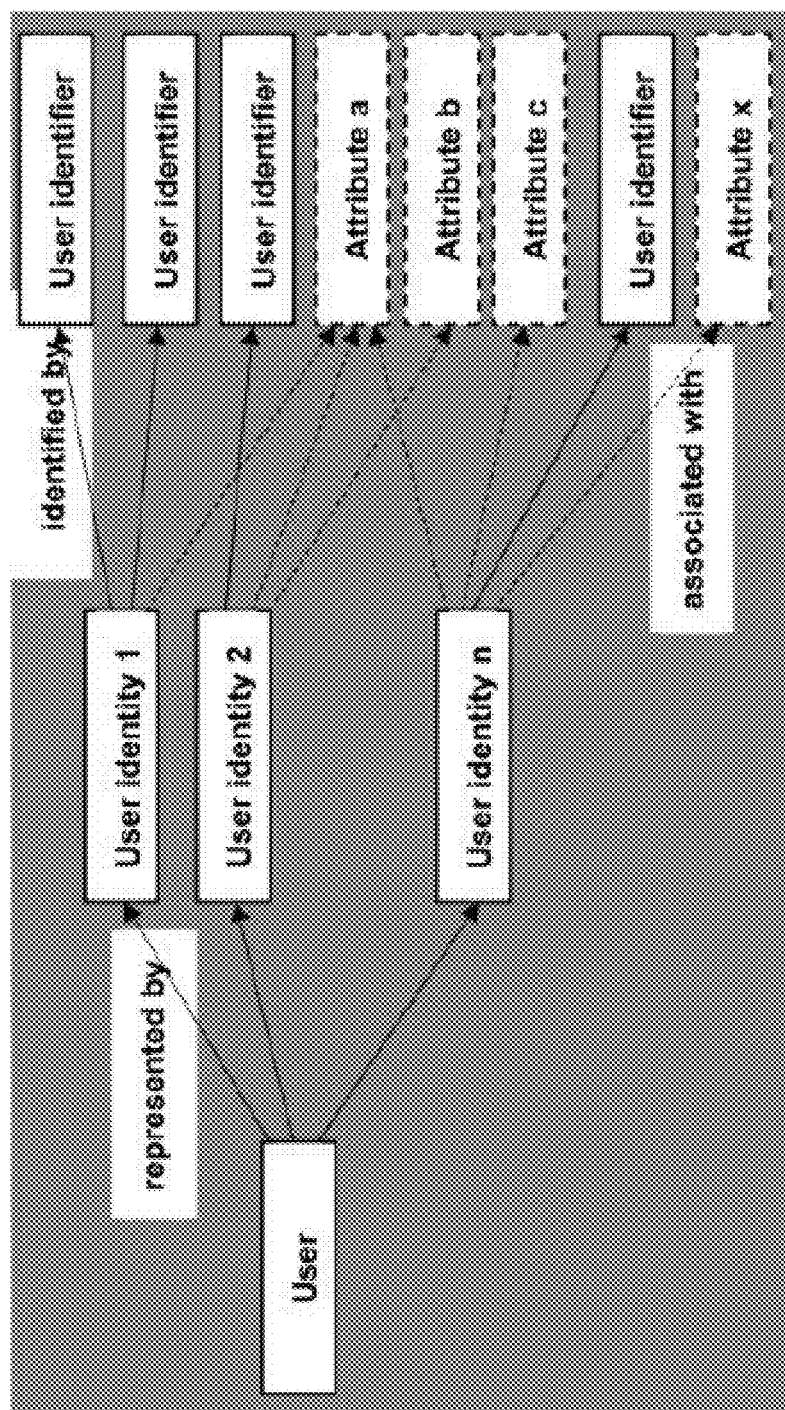 User
represented by
User identity 1
User identity 2
User identity n
identified by
associated with
User identifier
User identifier
User identifier
Attribute a
Attribute b
Attribute c
User identifier
Attribute x